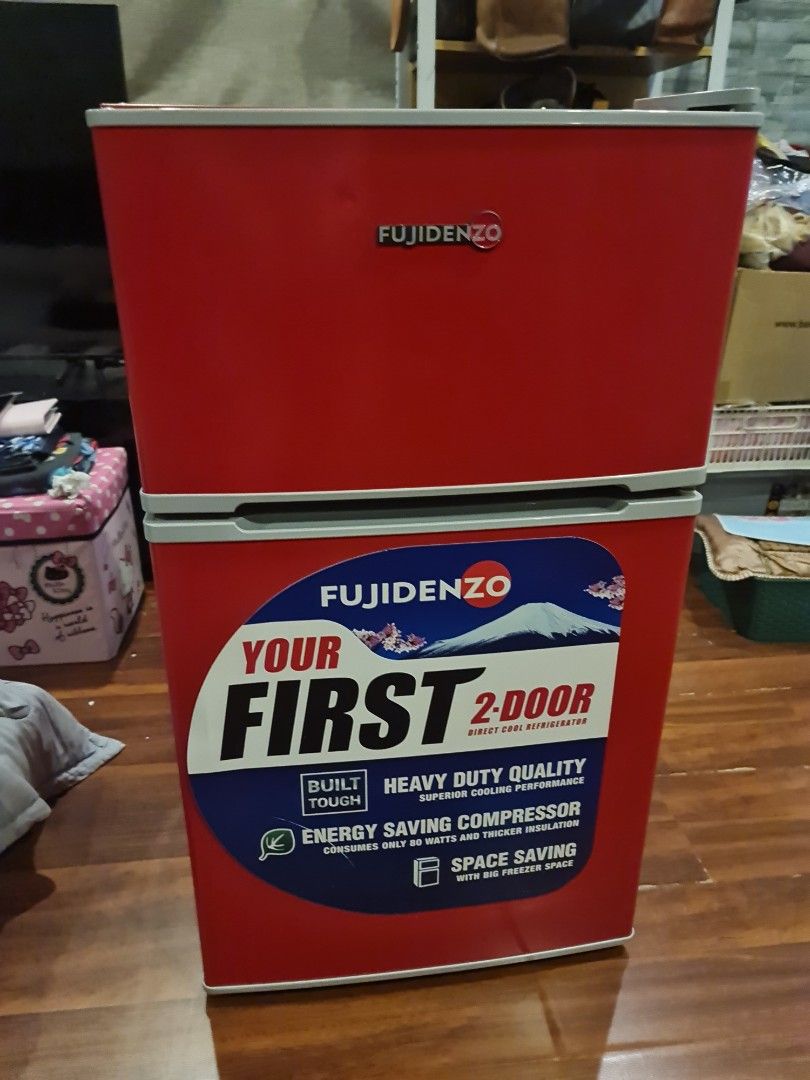 FUJIDENZO
FUJIDENZO
YOUR
FIRST
2-DOOR
DIRECT COOL REFRIGERATOR
BUILT
TOUGH
HEAVY DUTY QUALITY
SUPERIOR COOLING PERFORMANCE
ENERGY SAVING COMPRESSOR
CONSUMES ONLY 80 WATTS AND THICKER INSULATION
SPACE SAVING
WITH BIG FREEZER SPACE